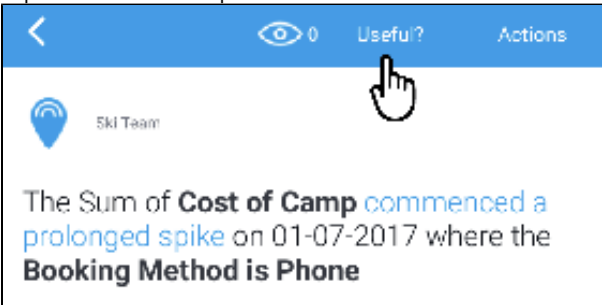 0 Useful? Actions
Ski Team
The Sum of Cost of Camp commenced a
prolonged spike on 01-07-2017 where the
Booking Method is Phone